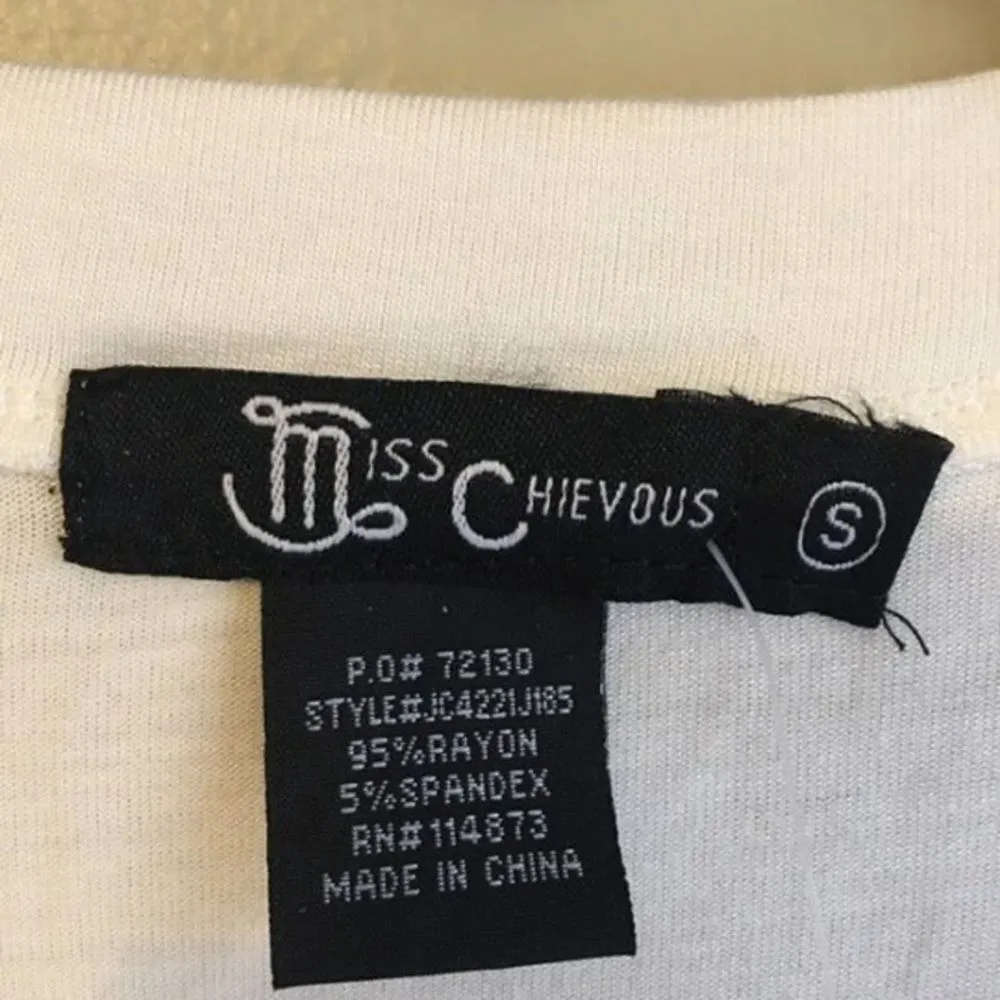 Miss Chievous
S
P.O# 72130
STYLE#JC4221J185
95%RAYON
5%SPANDEX
RN#114873
MADE IN CHINA